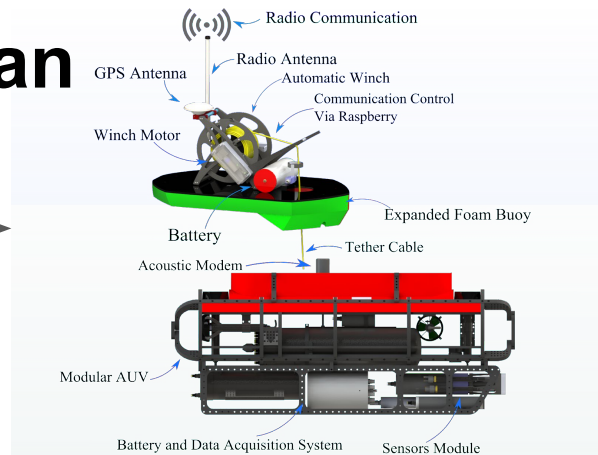 Radio Communication
an
Radio Antenna
GPS Antenna
Automatic Winch
Communication Control
Via Raspberry
Winch Motor
Expanded Foam Buoy
Battery
Tether Cable
Acoustic Modem
Modular AUV
Battery and Data Acquisition System
Sensors Module